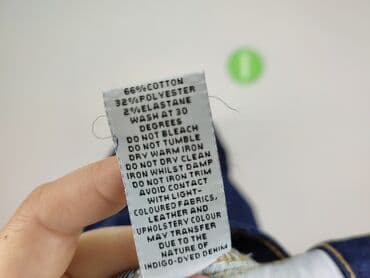 66%COTTON
32%POLYESTER
2%ELASTANE
WASH AT 30
DEGREES
DO NOT BLEACH
DO NOT TUMBLE
DRY WARM IRON
DO NOT DRY CLEAN
IRON WHILST DAMP
DO NOT IRON TRIM
AVOID CONTACT
WITH LIGHT-
COLOURED FABRICS,
LEATHER AND
UPHOLSTERY COLOUR
MAY TRANSFER
DUE TO THE
NATURE OF
INDIGO-DYED DENIM